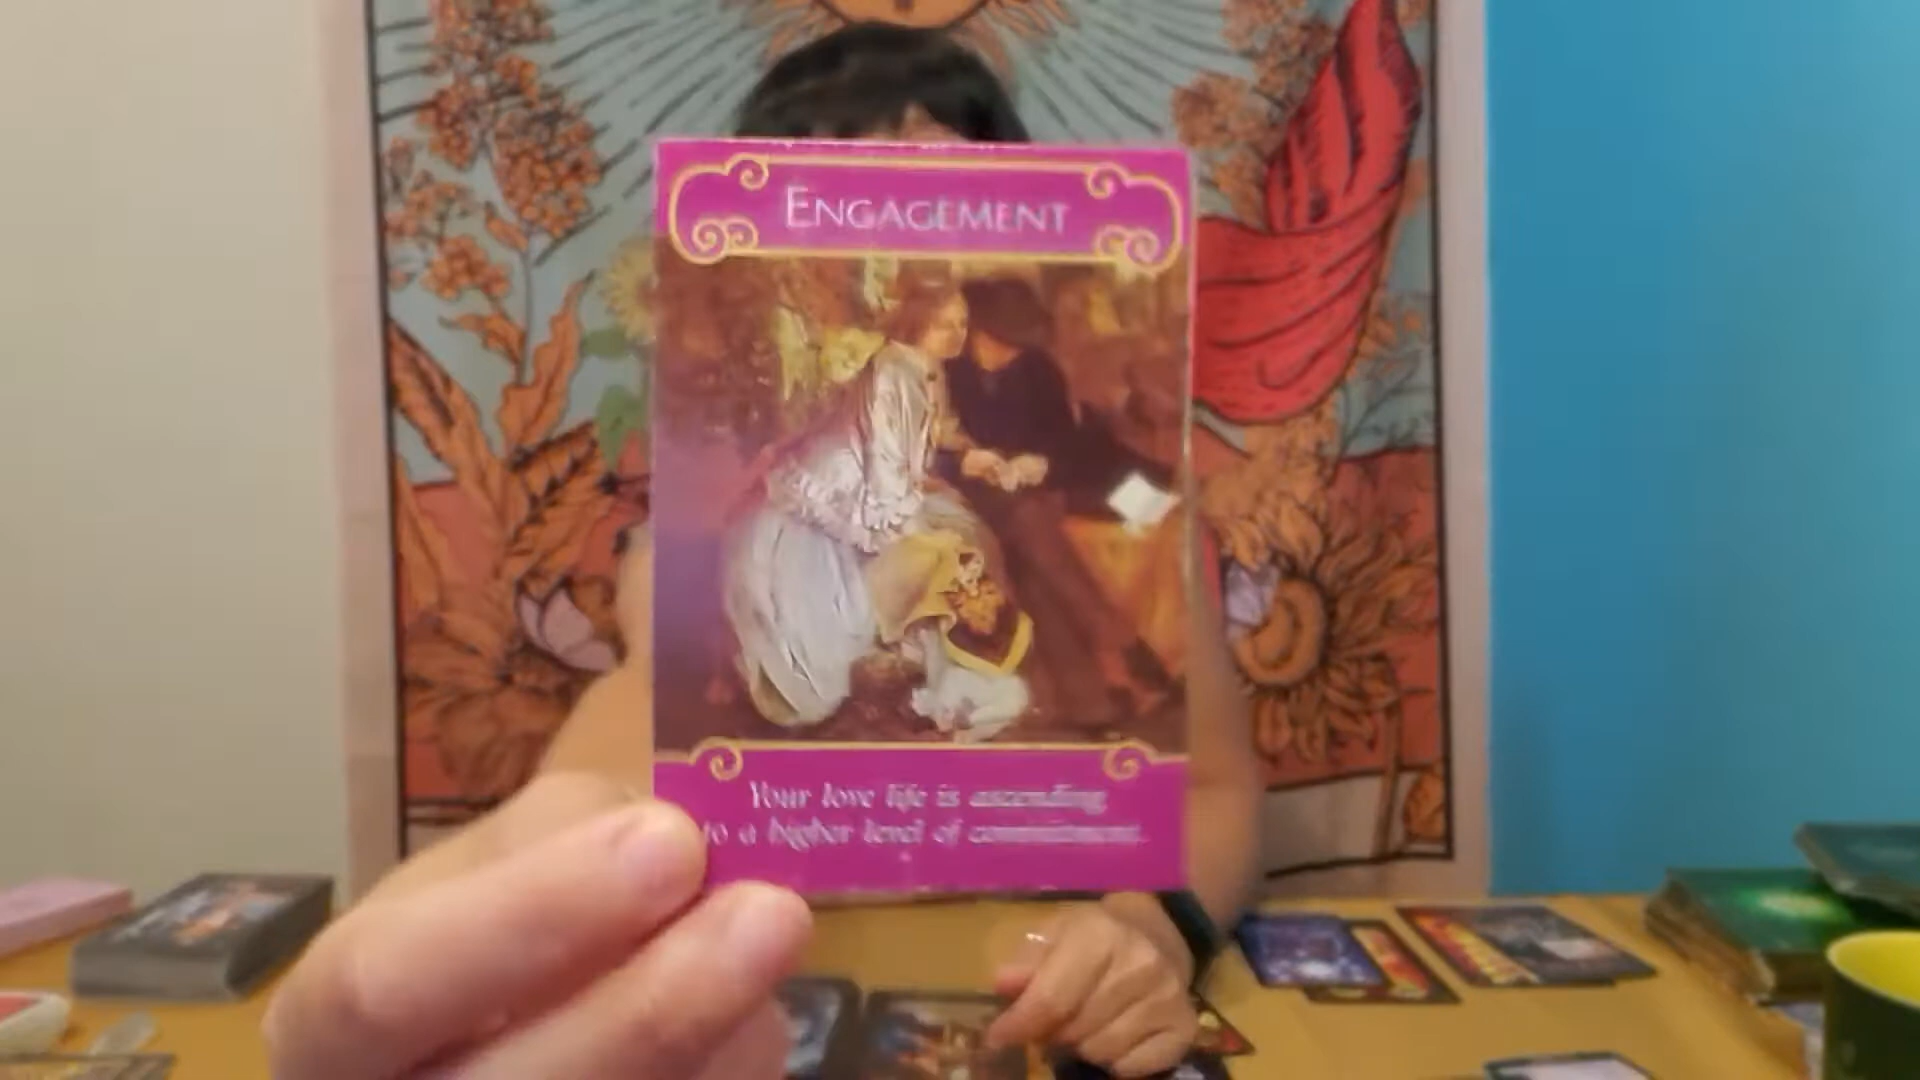 ENGAGEMENT
Your love life is ascending
to a higher level of commitment.